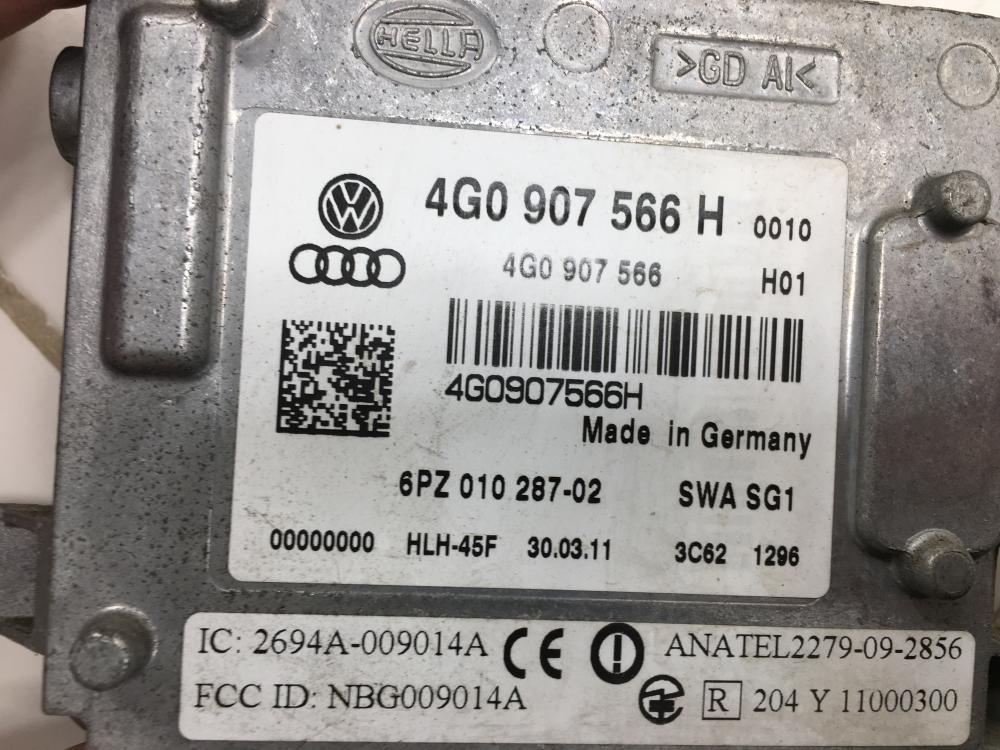 HELLA
>GD Al<
4G0 907 566 H 0010
4G0 907 566 H01
4G0907566H
Made in Germany
6PZ 010 287-02 SWA SG1
00000000 HLH-45F 30.03.11 3C62 1296
IC: 2694A-009014A CE ANATEL2279-09-2856
FCC ID: NBG009014A R 204 Y 11000300